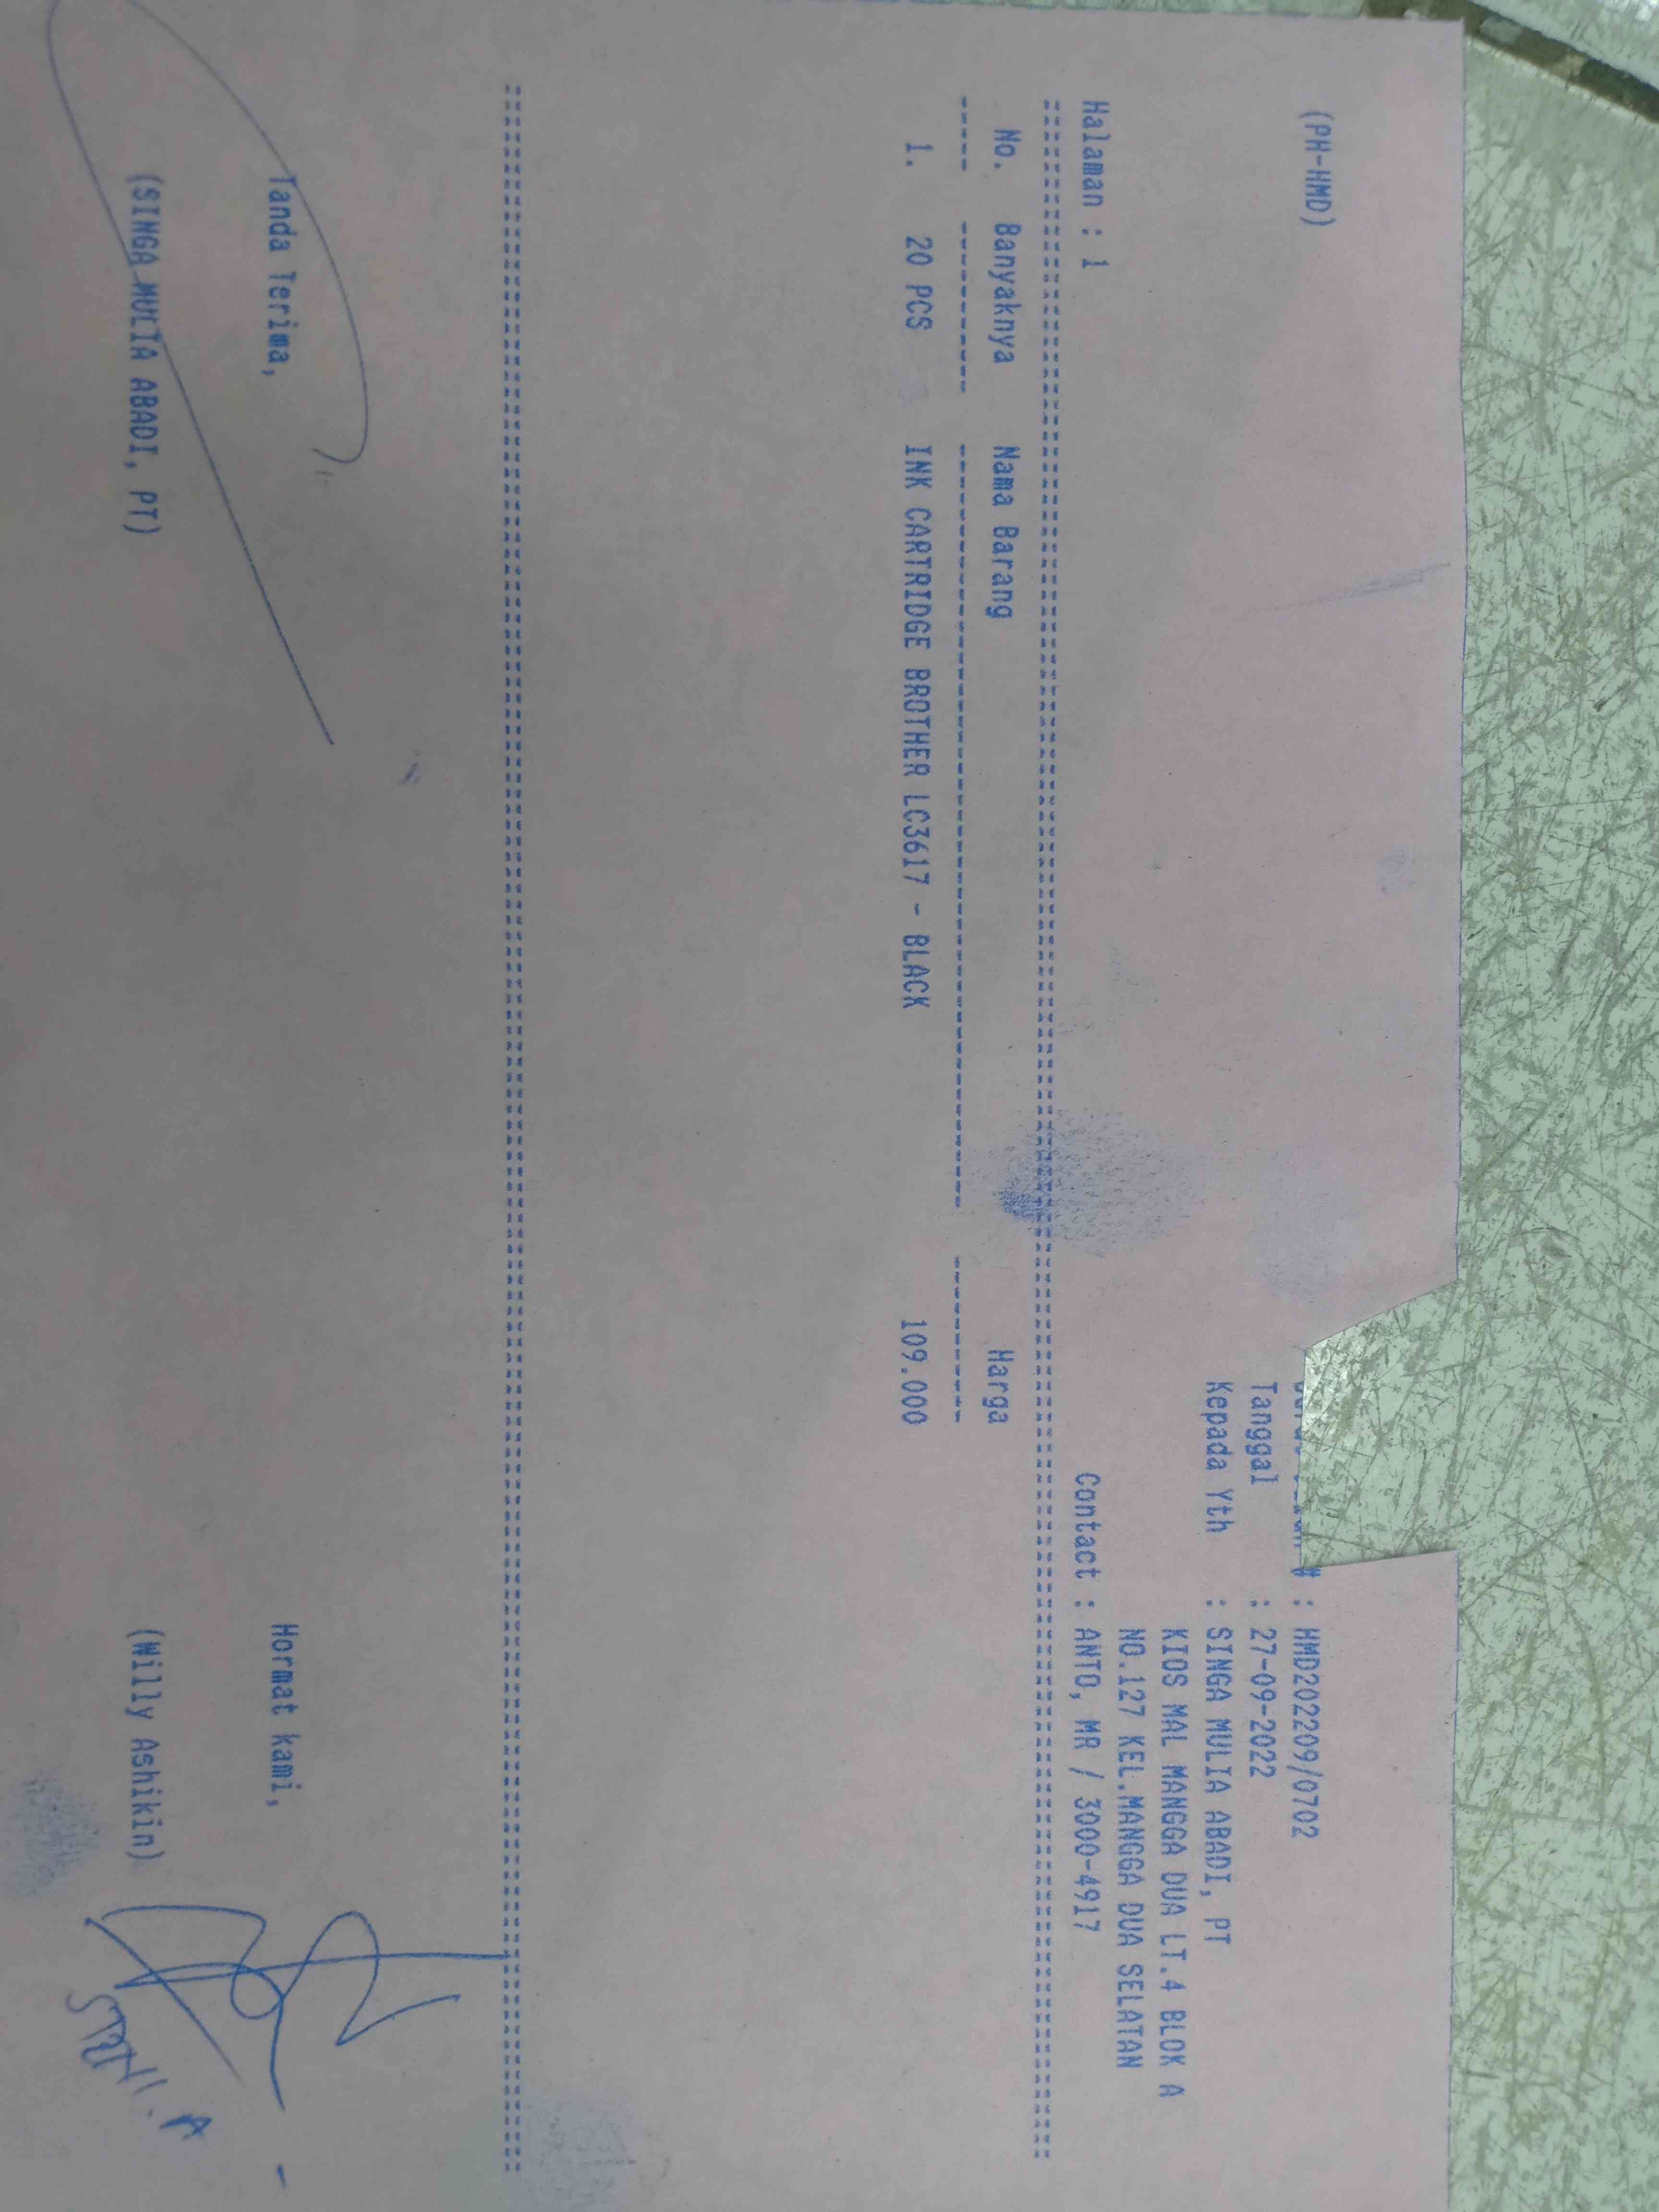 (PH-HMD)
# : HMD202209/0702
Tanggal : 27-09-2022
Kepada Yth : SINGA MULIA ABADI, PT
KIOS MAL MANGGA DUA LT.4 BLOK A
NO.127 KEL.MANGGA DUA SELATAN
Halaman : 1 Contact : ANTO, MR / 3000-4917
No. Banyaknya Nama Barang Harga
1. 20 PCS INK CARTRIDGE BROTHER LC3617 - BLACK 109.000
Tanda Terima, Hormat kami,
(SINGA MULIA ABADI, PT) (Willy Ashikin)